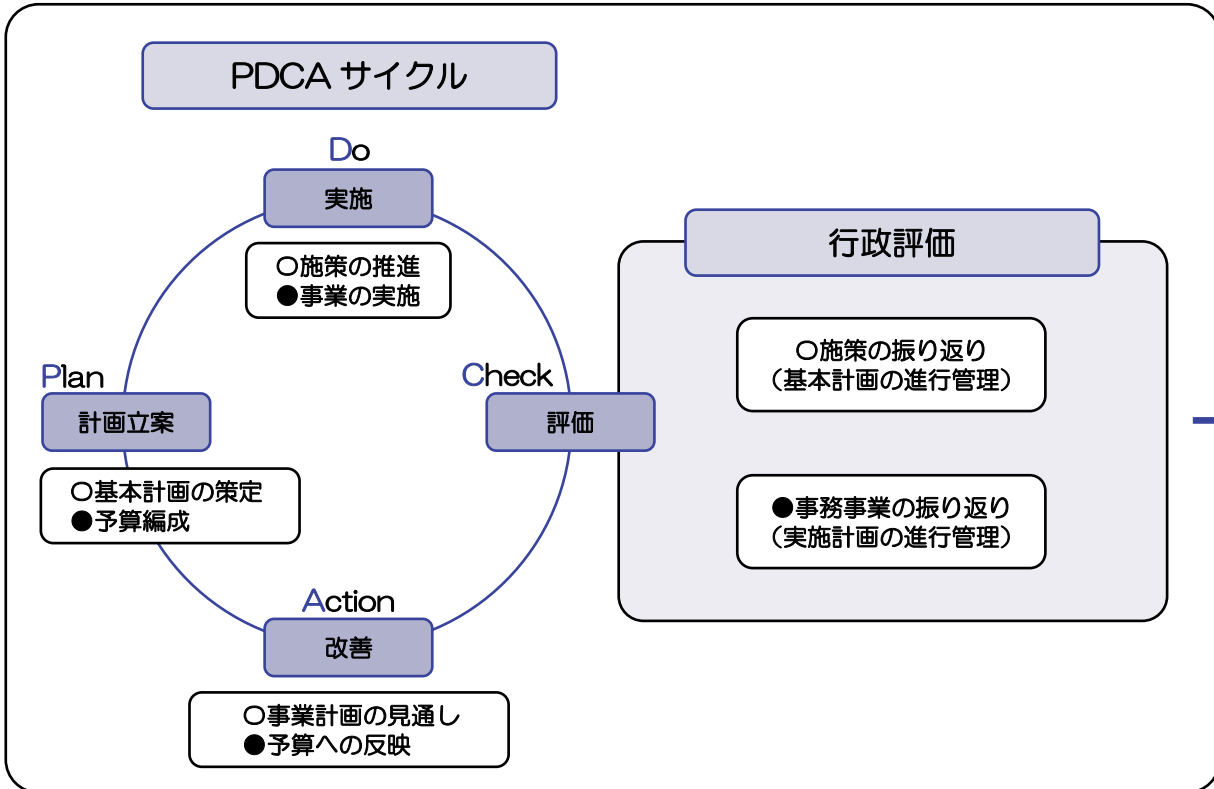 PDCA サイクル
Do
実施
○施策の推進
●事業の実施
Plan
計画立案
○基本計画の策定
●予算編成
Check
評価
Action
改善
○事業計画の見通し
●予算への反映
行政評価
○施策の振り返り
（基本計画の進行管理）
●事務事業の振り返り
（実施計画の進行管理）